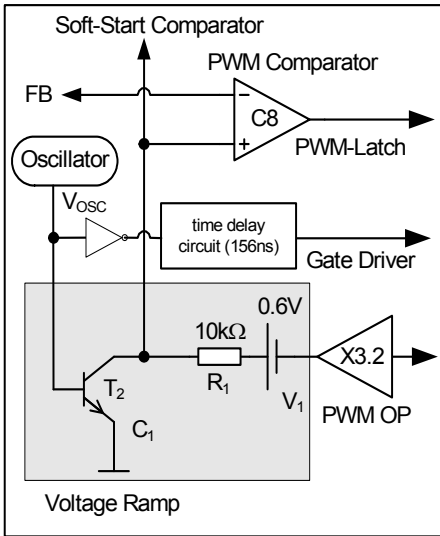 Soft-Start Comparator
PWM Comparator
FB
C8
Oscillator
PWM-Latch
VOSC
time delay
circuit (156ns)
Gate Driver
0.6V
10kΩ
X3.2
T2
R1
V1
C1
PWM OP
Voltage Ramp